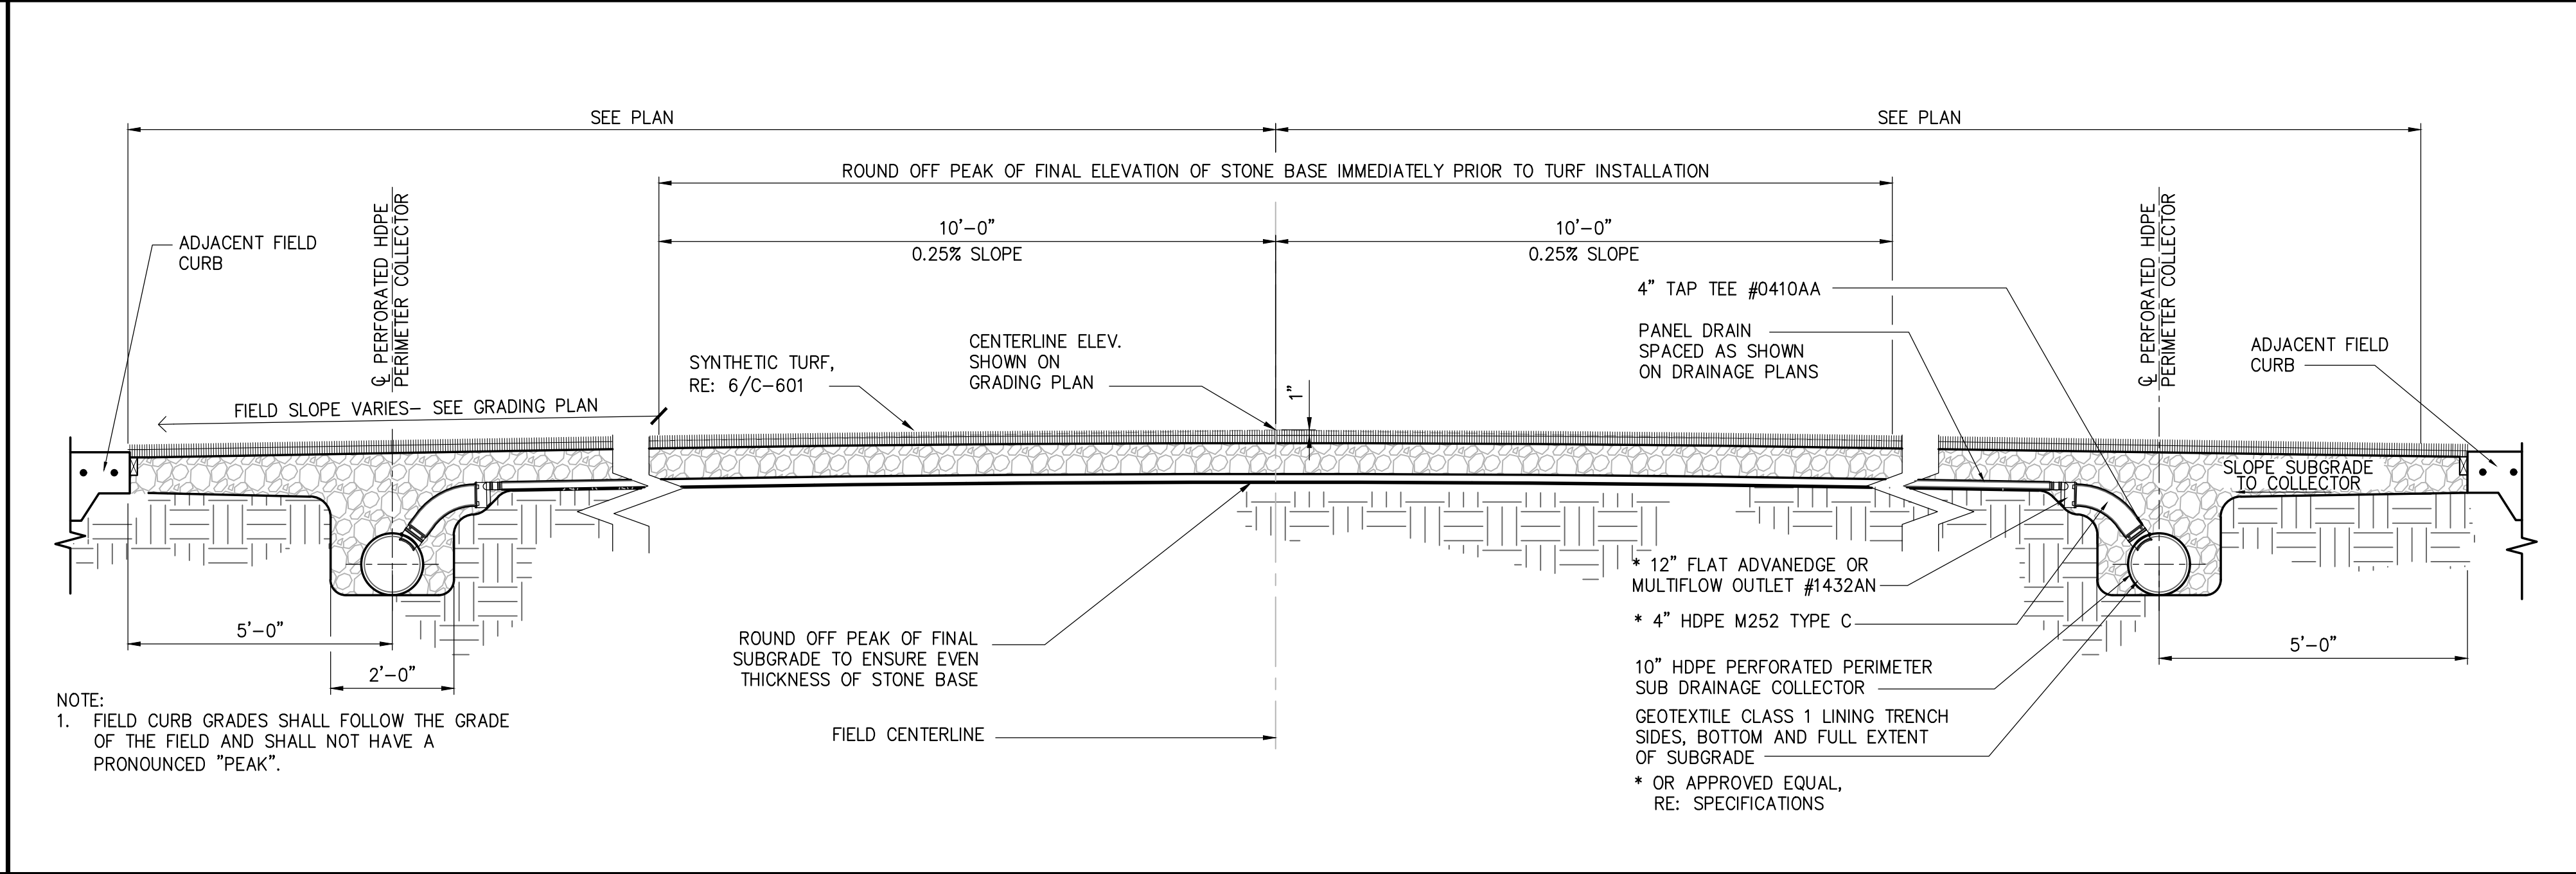 SEE PLAN
SEE PLAN
ROUND OFF PEAK OF FINAL ELEVATION OF STONE BASE IMMEDIATELY PRIOR TO TURF INSTALLATION
10'-0"
0.25% SLOPE
10'-0"
0.25% SLOPE
ADJACENT FIELD
CURB
℄ PERFORATED HDPE
PERIMETER COLLECTOR
FIELD SLOPE VARIES- SEE GRADING PLAN
SYNTHETIC TURF,
RE: 6/C-601
CENTERLINE ELEV.
SHOWN ON
GRADING PLAN
1"
4" TAP TEE #0410AA
PANEL DRAIN
SPACED AS SHOWN
ON DRAINAGE PLANS
℄ PERFORATED HDPE
PERIMETER COLLECTOR
ADJACENT FIELD
CURB
SLOPE SUBGRADE
TO COLLECTOR
5'-0"
2'-0"
ROUND OFF PEAK OF FINAL
SUBGRADE TO ENSURE EVEN
THICKNESS OF STONE BASE
FIELD CENTERLINE
* 12" FLAT ADVANEDGE OR
MULTIFLOW OUTLET #1432AN
* 4" HDPE M252 TYPE C
10" HDPE PERFORATED PERIMETER
SUB DRAINAGE COLLECTOR
GEOTEXTILE CLASS 1 LINING TRENCH
SIDES, BOTTOM AND FULL EXTENT
OF SUBGRADE
* OR APPROVED EQUAL,
RE: SPECIFICATIONS
5'-0"
NOTE:
1. FIELD CURB GRADES SHALL FOLLOW THE GRADE
OF THE FIELD AND SHALL NOT HAVE A
PRONOUNCED "PEAK".